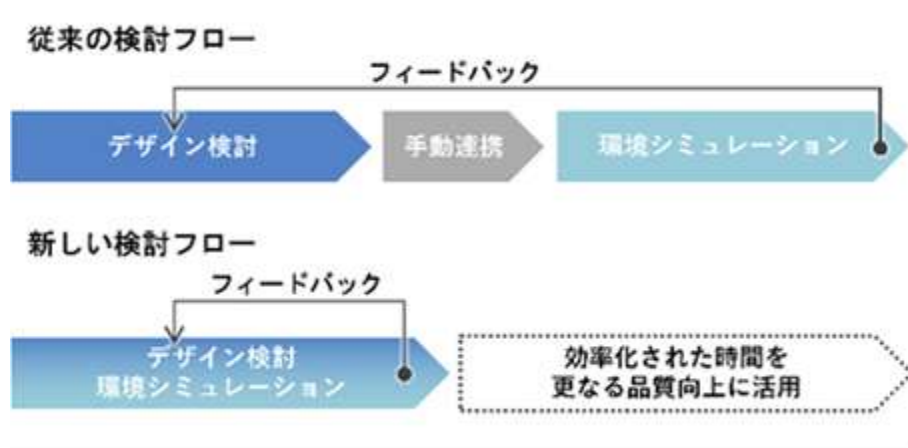 従来の検討フロー
フィードバック
デザイン検討
手動連携
環境シミュレーション
新しい検討フロー
フィードバック
デザイン検討
環境シミュレーション
効率化された時間を
更なる品質向上に活用